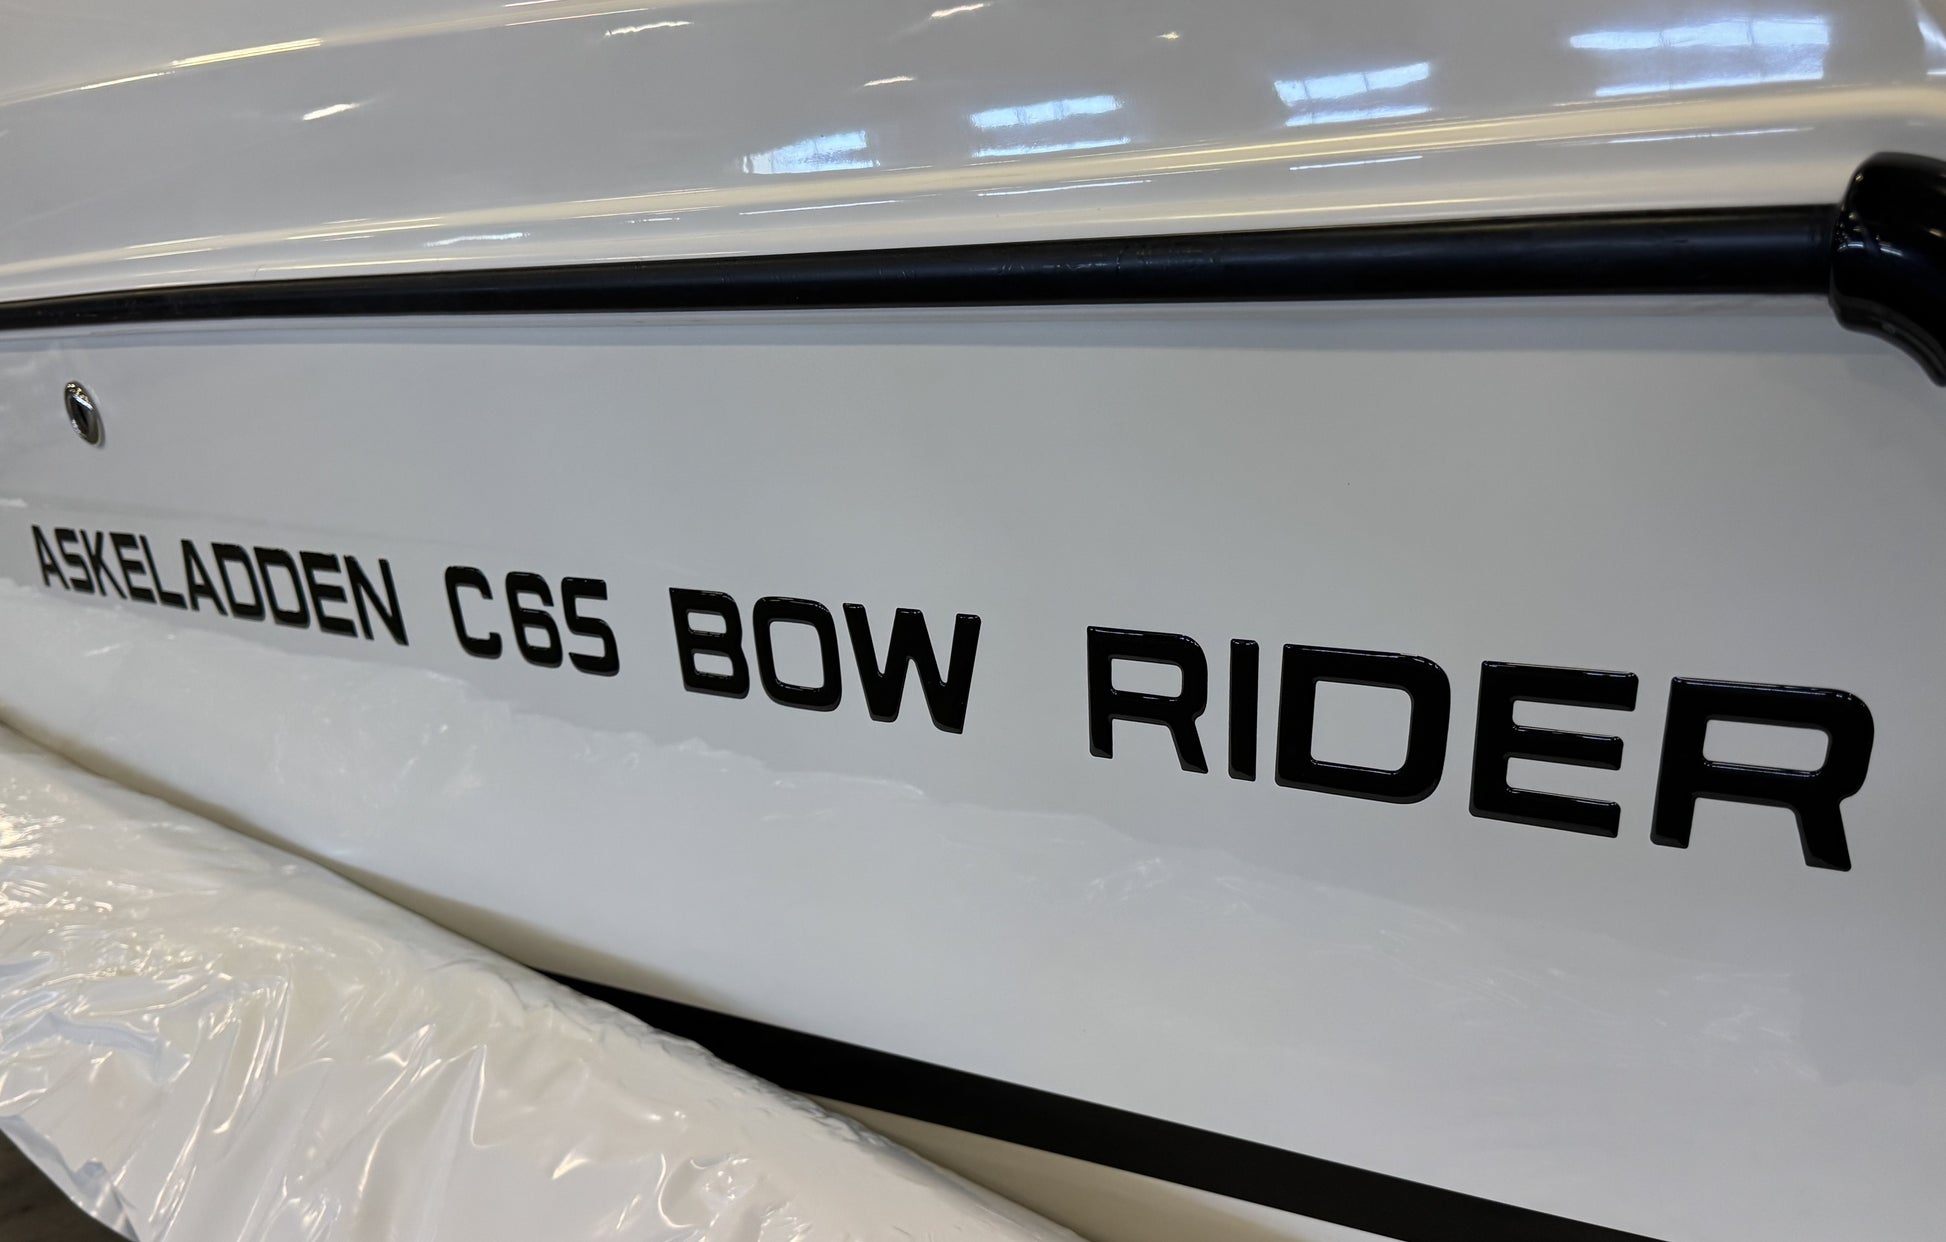 ASKELADDEN C65 BOW RIDER